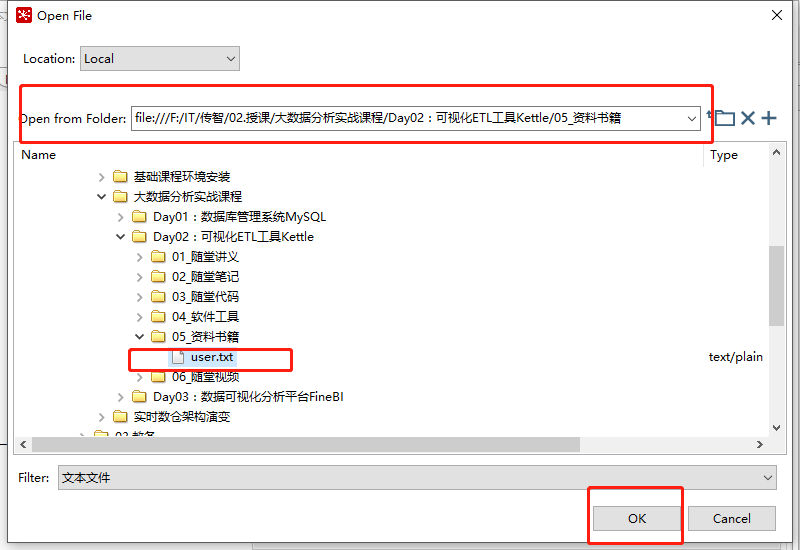 Open File
Location: Local
Open from Folder: file:///F:/IT/传智/02.授课/大数据分析实战课程/Day02：可视化ETL工具Kettle/05_资料书籍
Name Type
基础课程环境安装
大数据分析实战课程
Day01：数据库管理系统MySQL
Day02：可视化ETL工具Kettle
01_随堂讲义
02_随堂笔记
03_随堂代码
04_软件工具
05_资料书籍
user.txt text/plain
06_随堂视频
Day03：数据可视化分析平台FineBI
实时数仓架构演变
Filter: 文本文件
OK Cancel